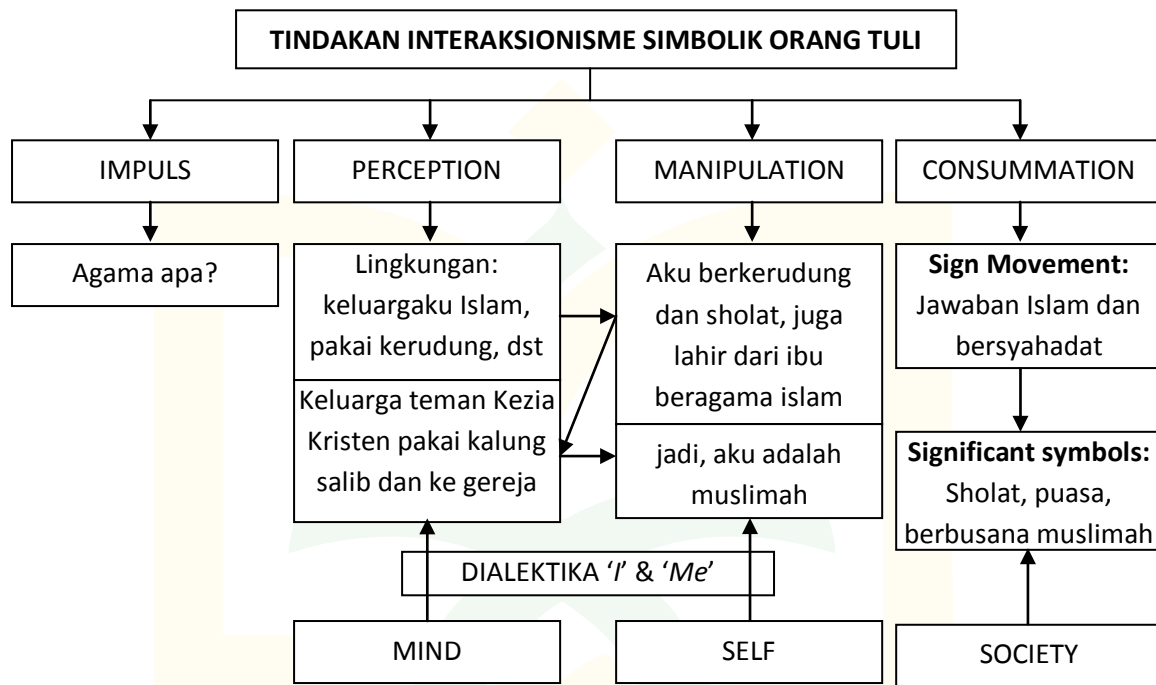 TINDAKAN INTERAKSIONISME SIMBOLIK ORANG TULI
IMPULS
PERCEPTION
MANIPULATION
CONSUMMATION
Agama apa?
Lingkungan:
keluargaku Islam,
pakai kerudung, dst
Keluarga teman Kezia
Kristen pakai kalung
salib dan ke gereja
Aku berkerudung
dan sholat, juga
lahir dari ibu
beragama islam
jadi, aku adalah
muslimah
Sign Movement:
Jawaban Islam dan
bersyahadat
Significant symbols:
Sholat, puasa,
berbusana muslimah
DIALEKTIKA ‘I’ & ‘Me’
MIND
SELF
SOCIETY